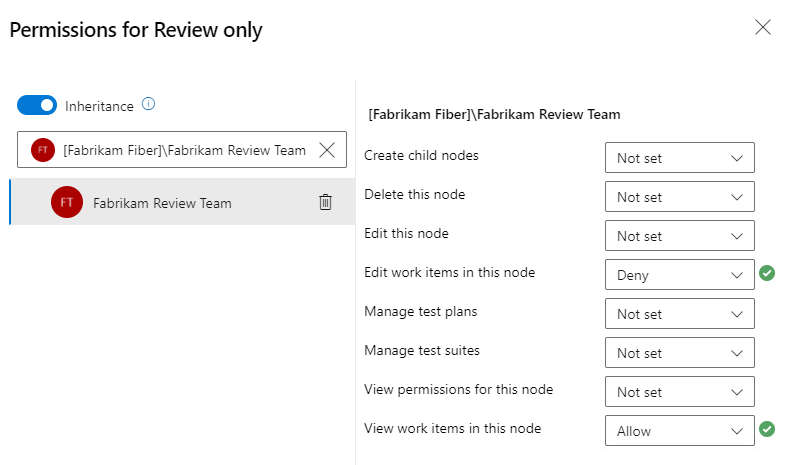 Permissions for Review only
Inheritance
FT [Fabrikam Fiber]\Fabrikam Review Team
FT Fabrikam Review Team
[Fabrikam Fiber]\Fabrikam Review Team
Create child nodes Not set
Delete this node Not set
Edit this node Not set
Edit work items in this node Deny
Manage test plans Not set
Manage test suites Not set
View permissions for this node Not set
View work items in this node Allow